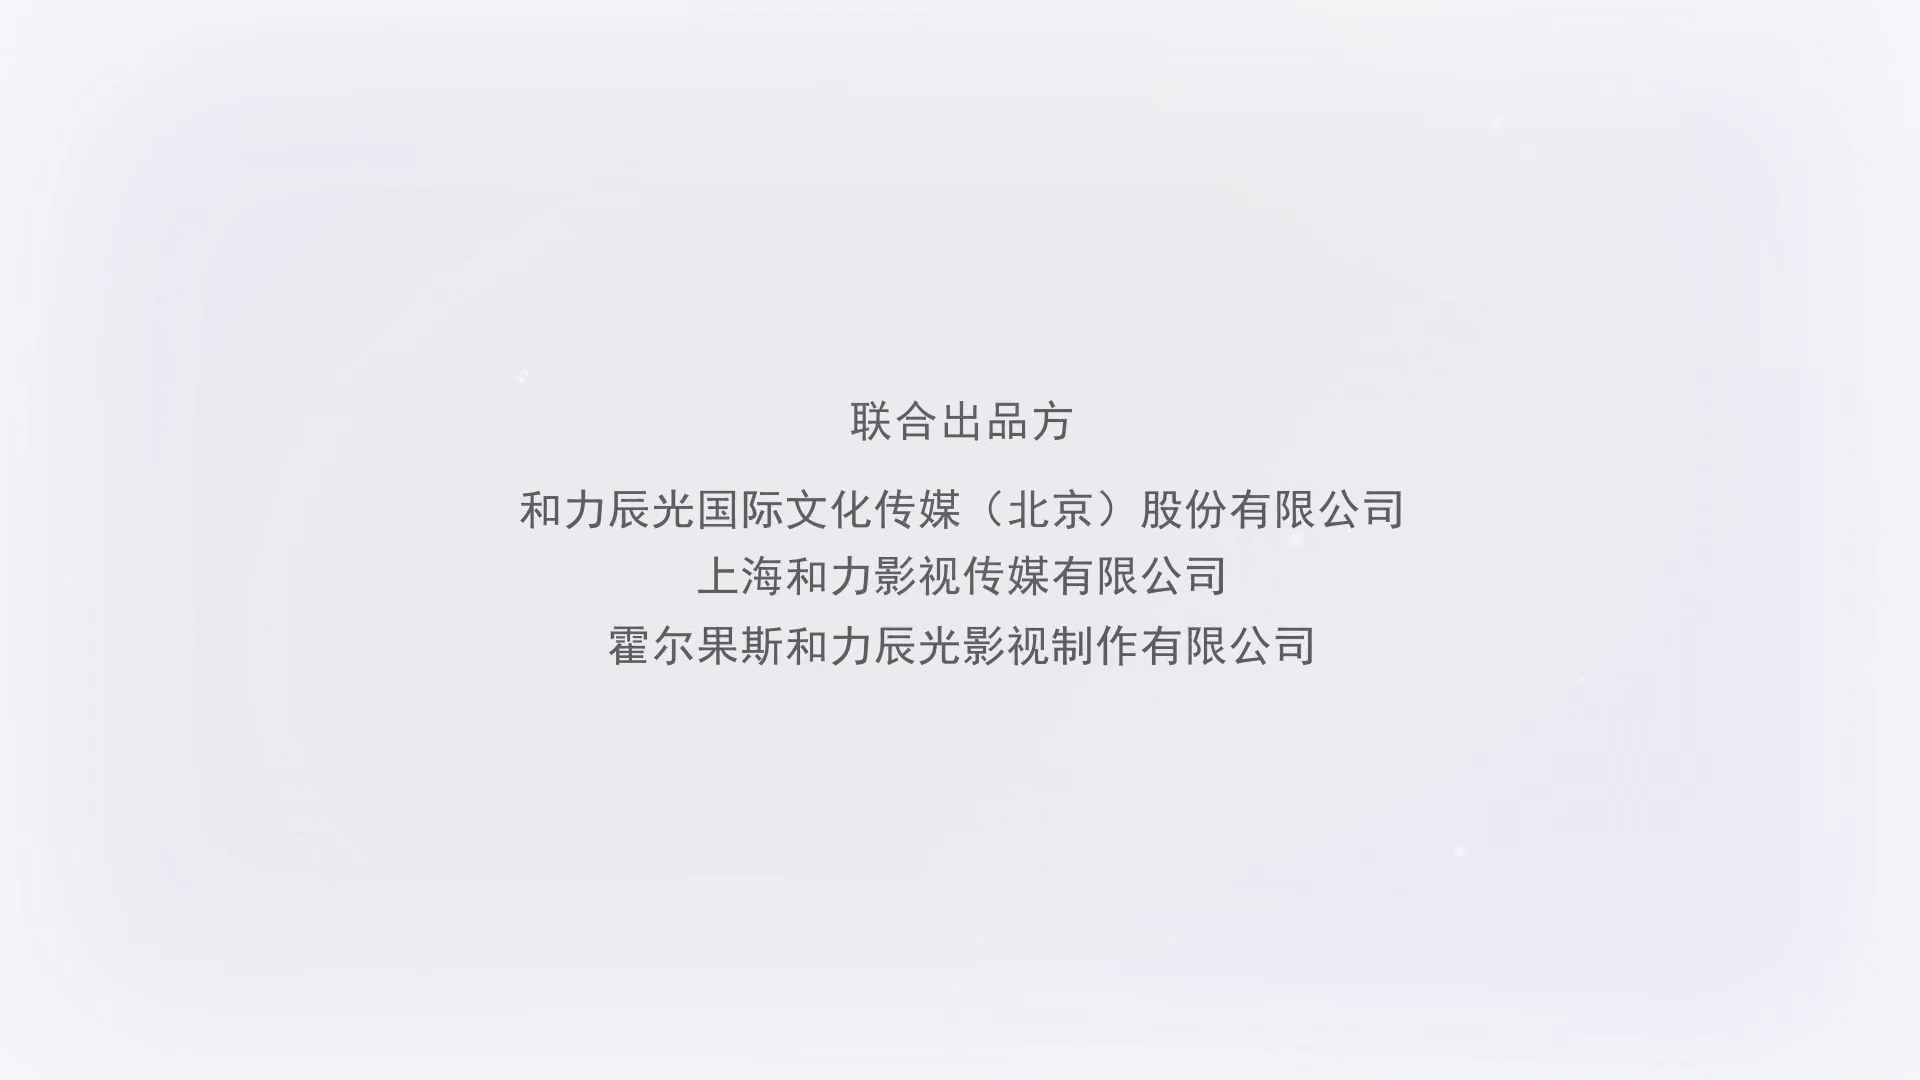 联合出品方
和力辰光国际文化传媒（北京）股份有限公司
上海和力影视传媒有限公司
霍尔果斯和力辰光影视制作有限公司